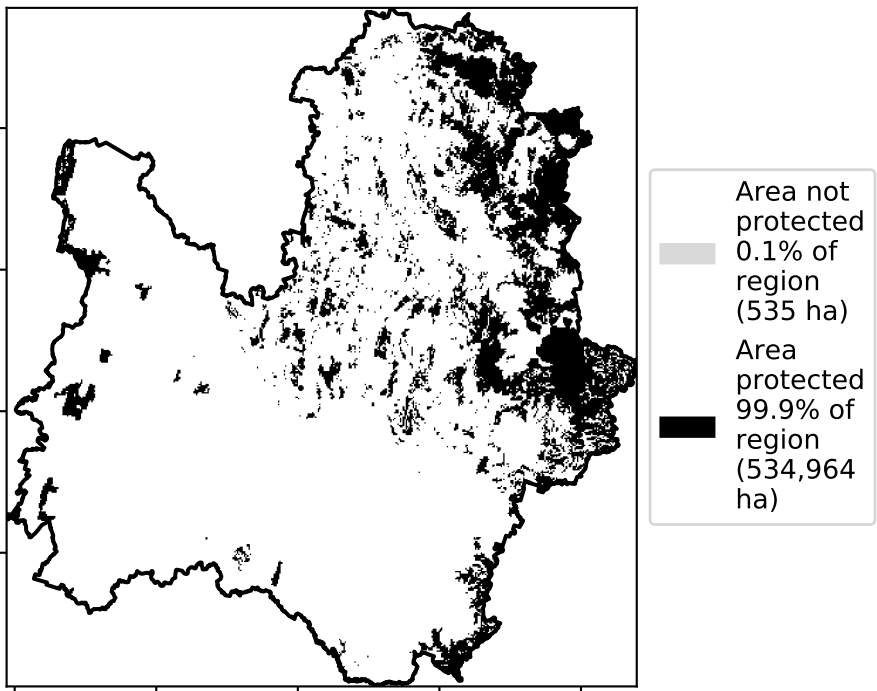 Area not
protected
0.1% of
region
(535 ha)
Area
protected
99.9% of
region
(534,964
ha)